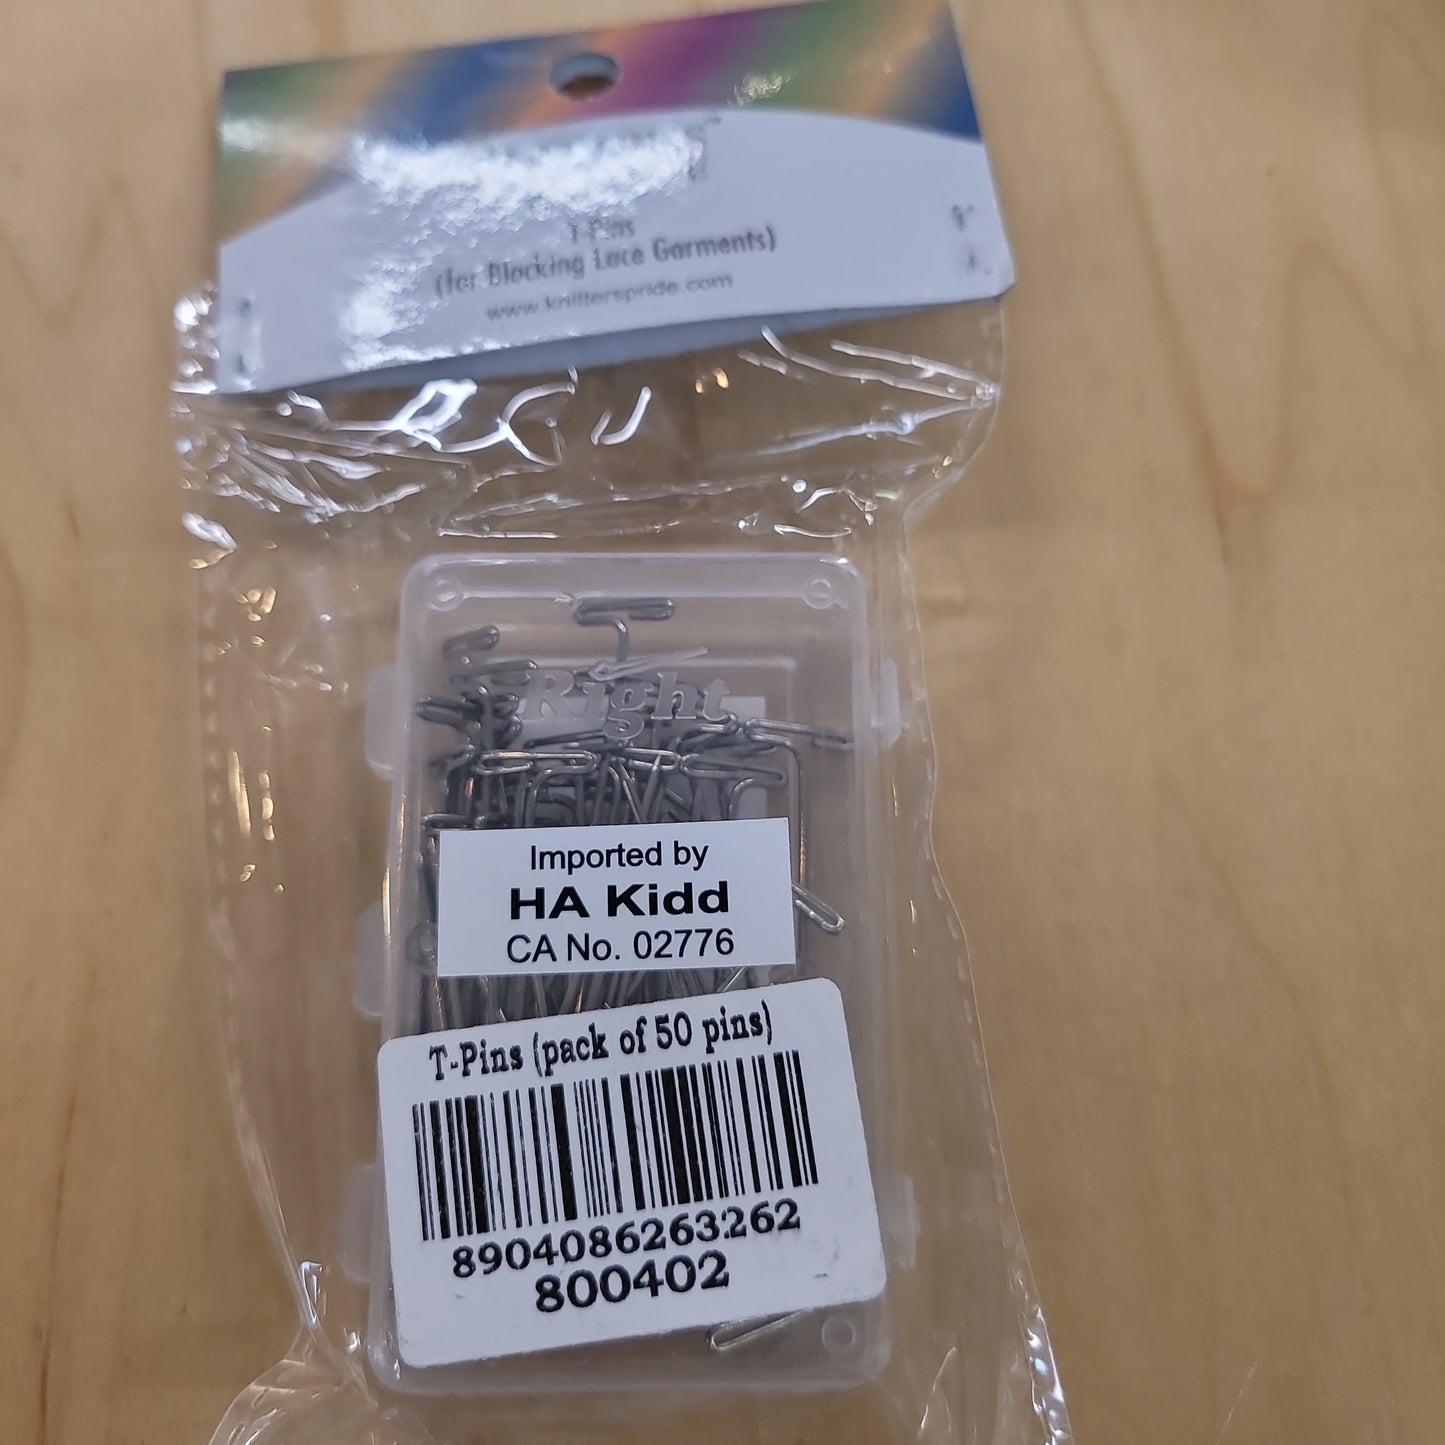 T-Pins
(for Blocking Lace Garments)
www.knitterspride.com
Right
Imported by
HA Kidd
CA No. 02776
T-Pins (pack of 50 pins)
8904086263262
800402